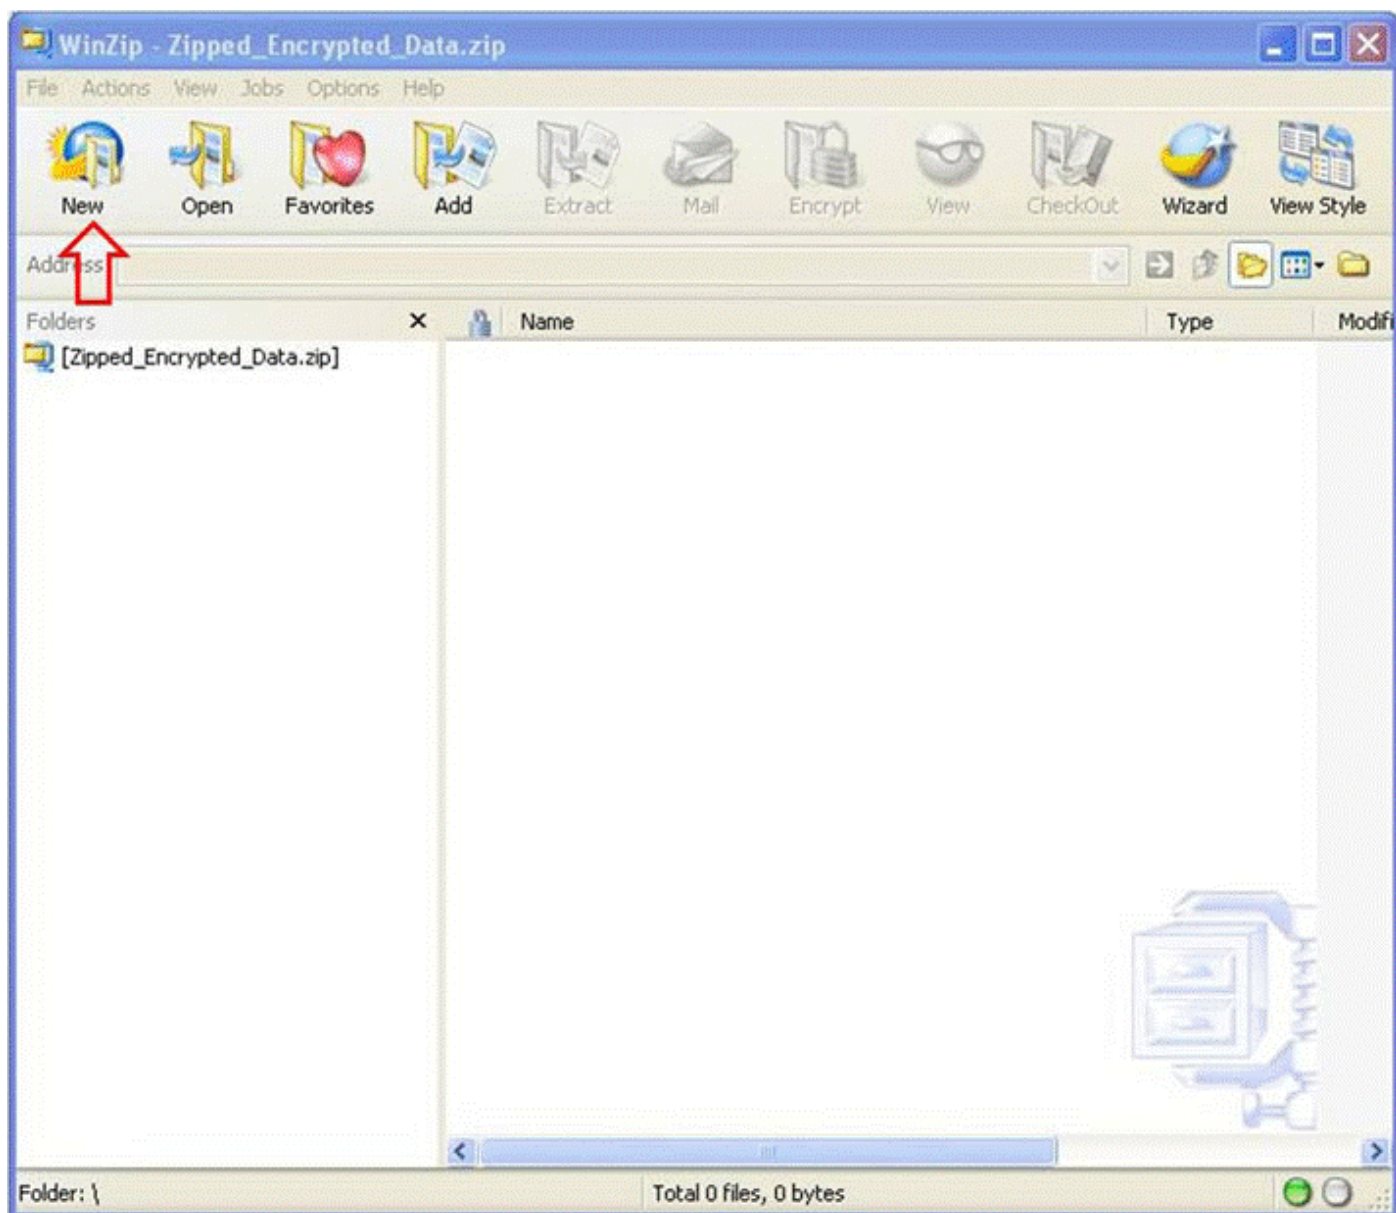 WinZip - Zipped_Encrypted_Data.zip
File Actions View Jobs Options Help
New Open Favorites Add Extract Mail Encrypt View CheckOut Wizard View Style
Address
Folders Name Type Modifi
[Zipped_Encrypted_Data.zip]
Folder: \ Total 0 files, 0 bytes